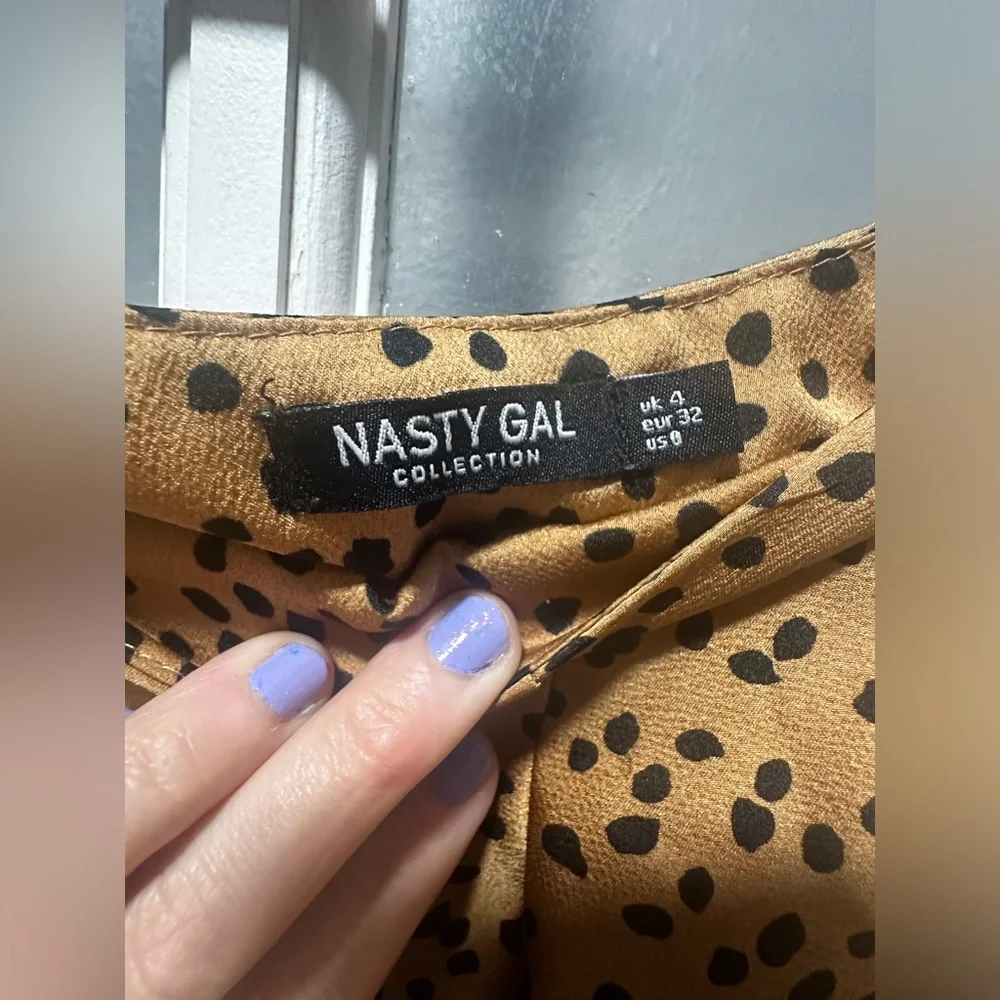 NASTY GAL
COLLECTION
uk 4
eur 32
us 0